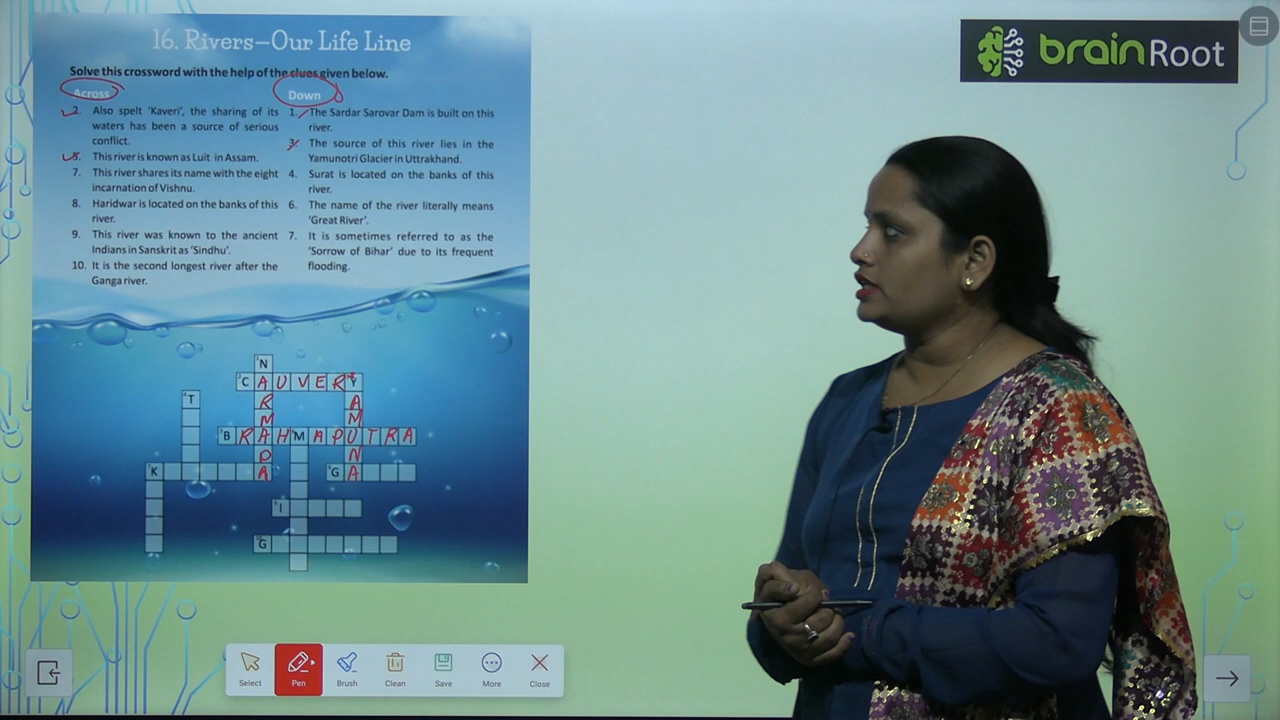 brainRoot
16. Rivers—Our Life Line
Solve this crossword with the help of the clues given below.
Across
2. Also spelt ‘Kaveri’, the sharing of its
waters has been a source of serious
conflict.
5. This river is known as Luit in Assam.
7. This river shares its name with the eight
incarnation of Vishnu.
8. Haridwar is located on the banks of this
river.
9. This river was known to the ancient
Indians in Sanskrit as ‘Sindhu’.
10. It is the second longest river after the
Ganga river.
Down
1. The Sardar Sarovar Dam is built on this
river.
3. The source of this river lies in the
Yamunotri Glacier in Uttrakhand.
4. Surat is located on the banks of this
river.
6. The name of the river literally means
‘Great River’.
7. It is sometimes referred to as the
‘Sorrow of Bihar’ due to its frequent
flooding.
NARMADA
CAUVERY
YAMUNA
T
BRAHMAPUTRA
K
G
I
G
Select Pen Brush Clean Save More Close